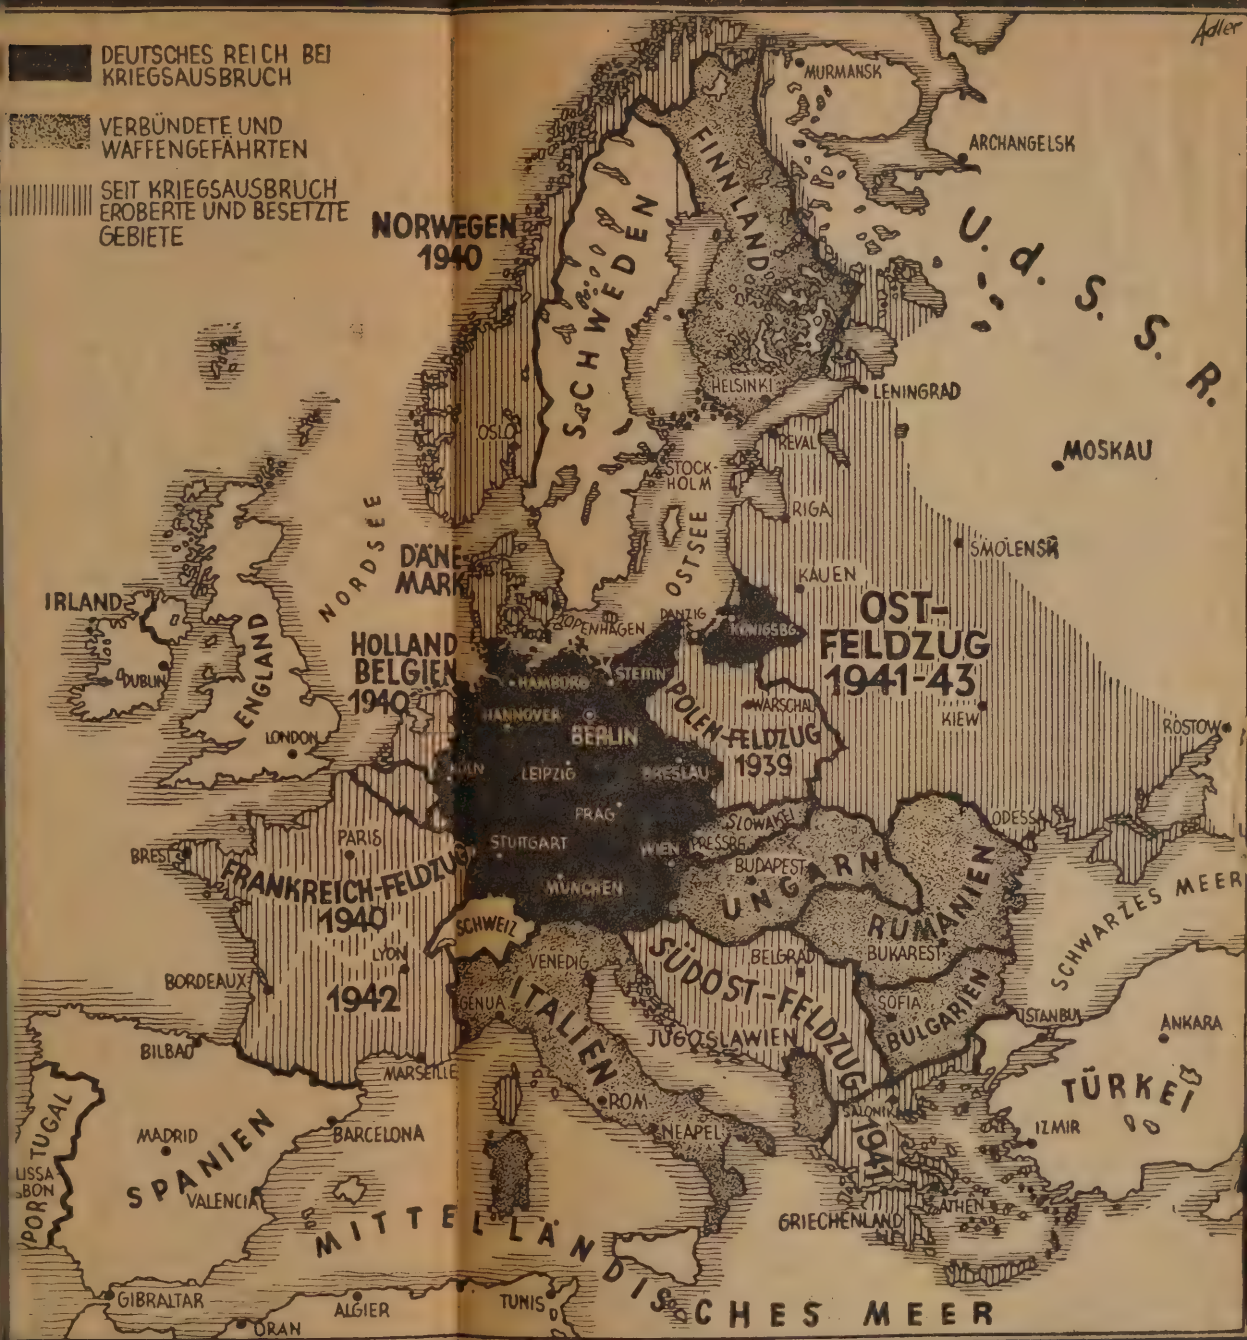 Adler
DEUTSCHES REICH BEI
KRIEGSAUSBRUCH
VERBÜNDETE UND
WAFFENGEFÄHRTEN
SEIT KRIEGSAUSBRUCH
EROBERTE UND BESETZTE
GEBIETE
MURMANSK
ARCHANGELSK
FINNLAND
NORWEGEN
1940
SCHWEDEN
U.d.S.S.R.
HELSINKI
LENINGRAD
OSLO
REVAL
MOSKAU
STOCK-
HOLM
RIGA
NORDSEE
OSTSEE
SMOLENSK
DÄNE-
MARK
KAUEN
IRLAND
OST-
FELDZUG
1941-43
KOPENHAGEN
DANZIG
KÖNIGSBG.
ENGLAND
HOLLAND
BELGIEN
1940
DUBLIN
HAMBURG
STETTIN
WARSCHAU
HANNOVER
BERLIN
POLEN-FELDZUG
1939
KIEW
ROSTOW
LONDON
KÖLN
LEIPZIG
BRESLAU
PRAG
SLOWAKEI
ODESSA
PARIS
STUTTGART
WIEN
PRESSBG.
BREST
BUDAPEST
FRANKREICH-FELDZUG
1940
MÜNCHEN
UNGARN
RUMÄNIEN
SCHWARZES MEER
SCHWEIZ
LYON
VENEDIG
SÜDOST-FELDZUG
1941
BELGRAD
BUKAREST
BORDEAUX
1942
GENUA
ITALIEN
SOFIA
BULGARIEN
ISTANBUL
ANKARA
BILBAO
JUGOSLAWIEN
MARSEILLE
TÜRKEI
ROM
SALONIK
PORTUGAL
MADRID
SPANIEN
BARCELONA
NEAPEL
IZMIR
LISSA
BON
VALENCIA
ATHEN
GRIECHENLAND
MITTELLÄNDISCHES MEER
GIBRALTAR
ALGIER
TUNIS
ORAN